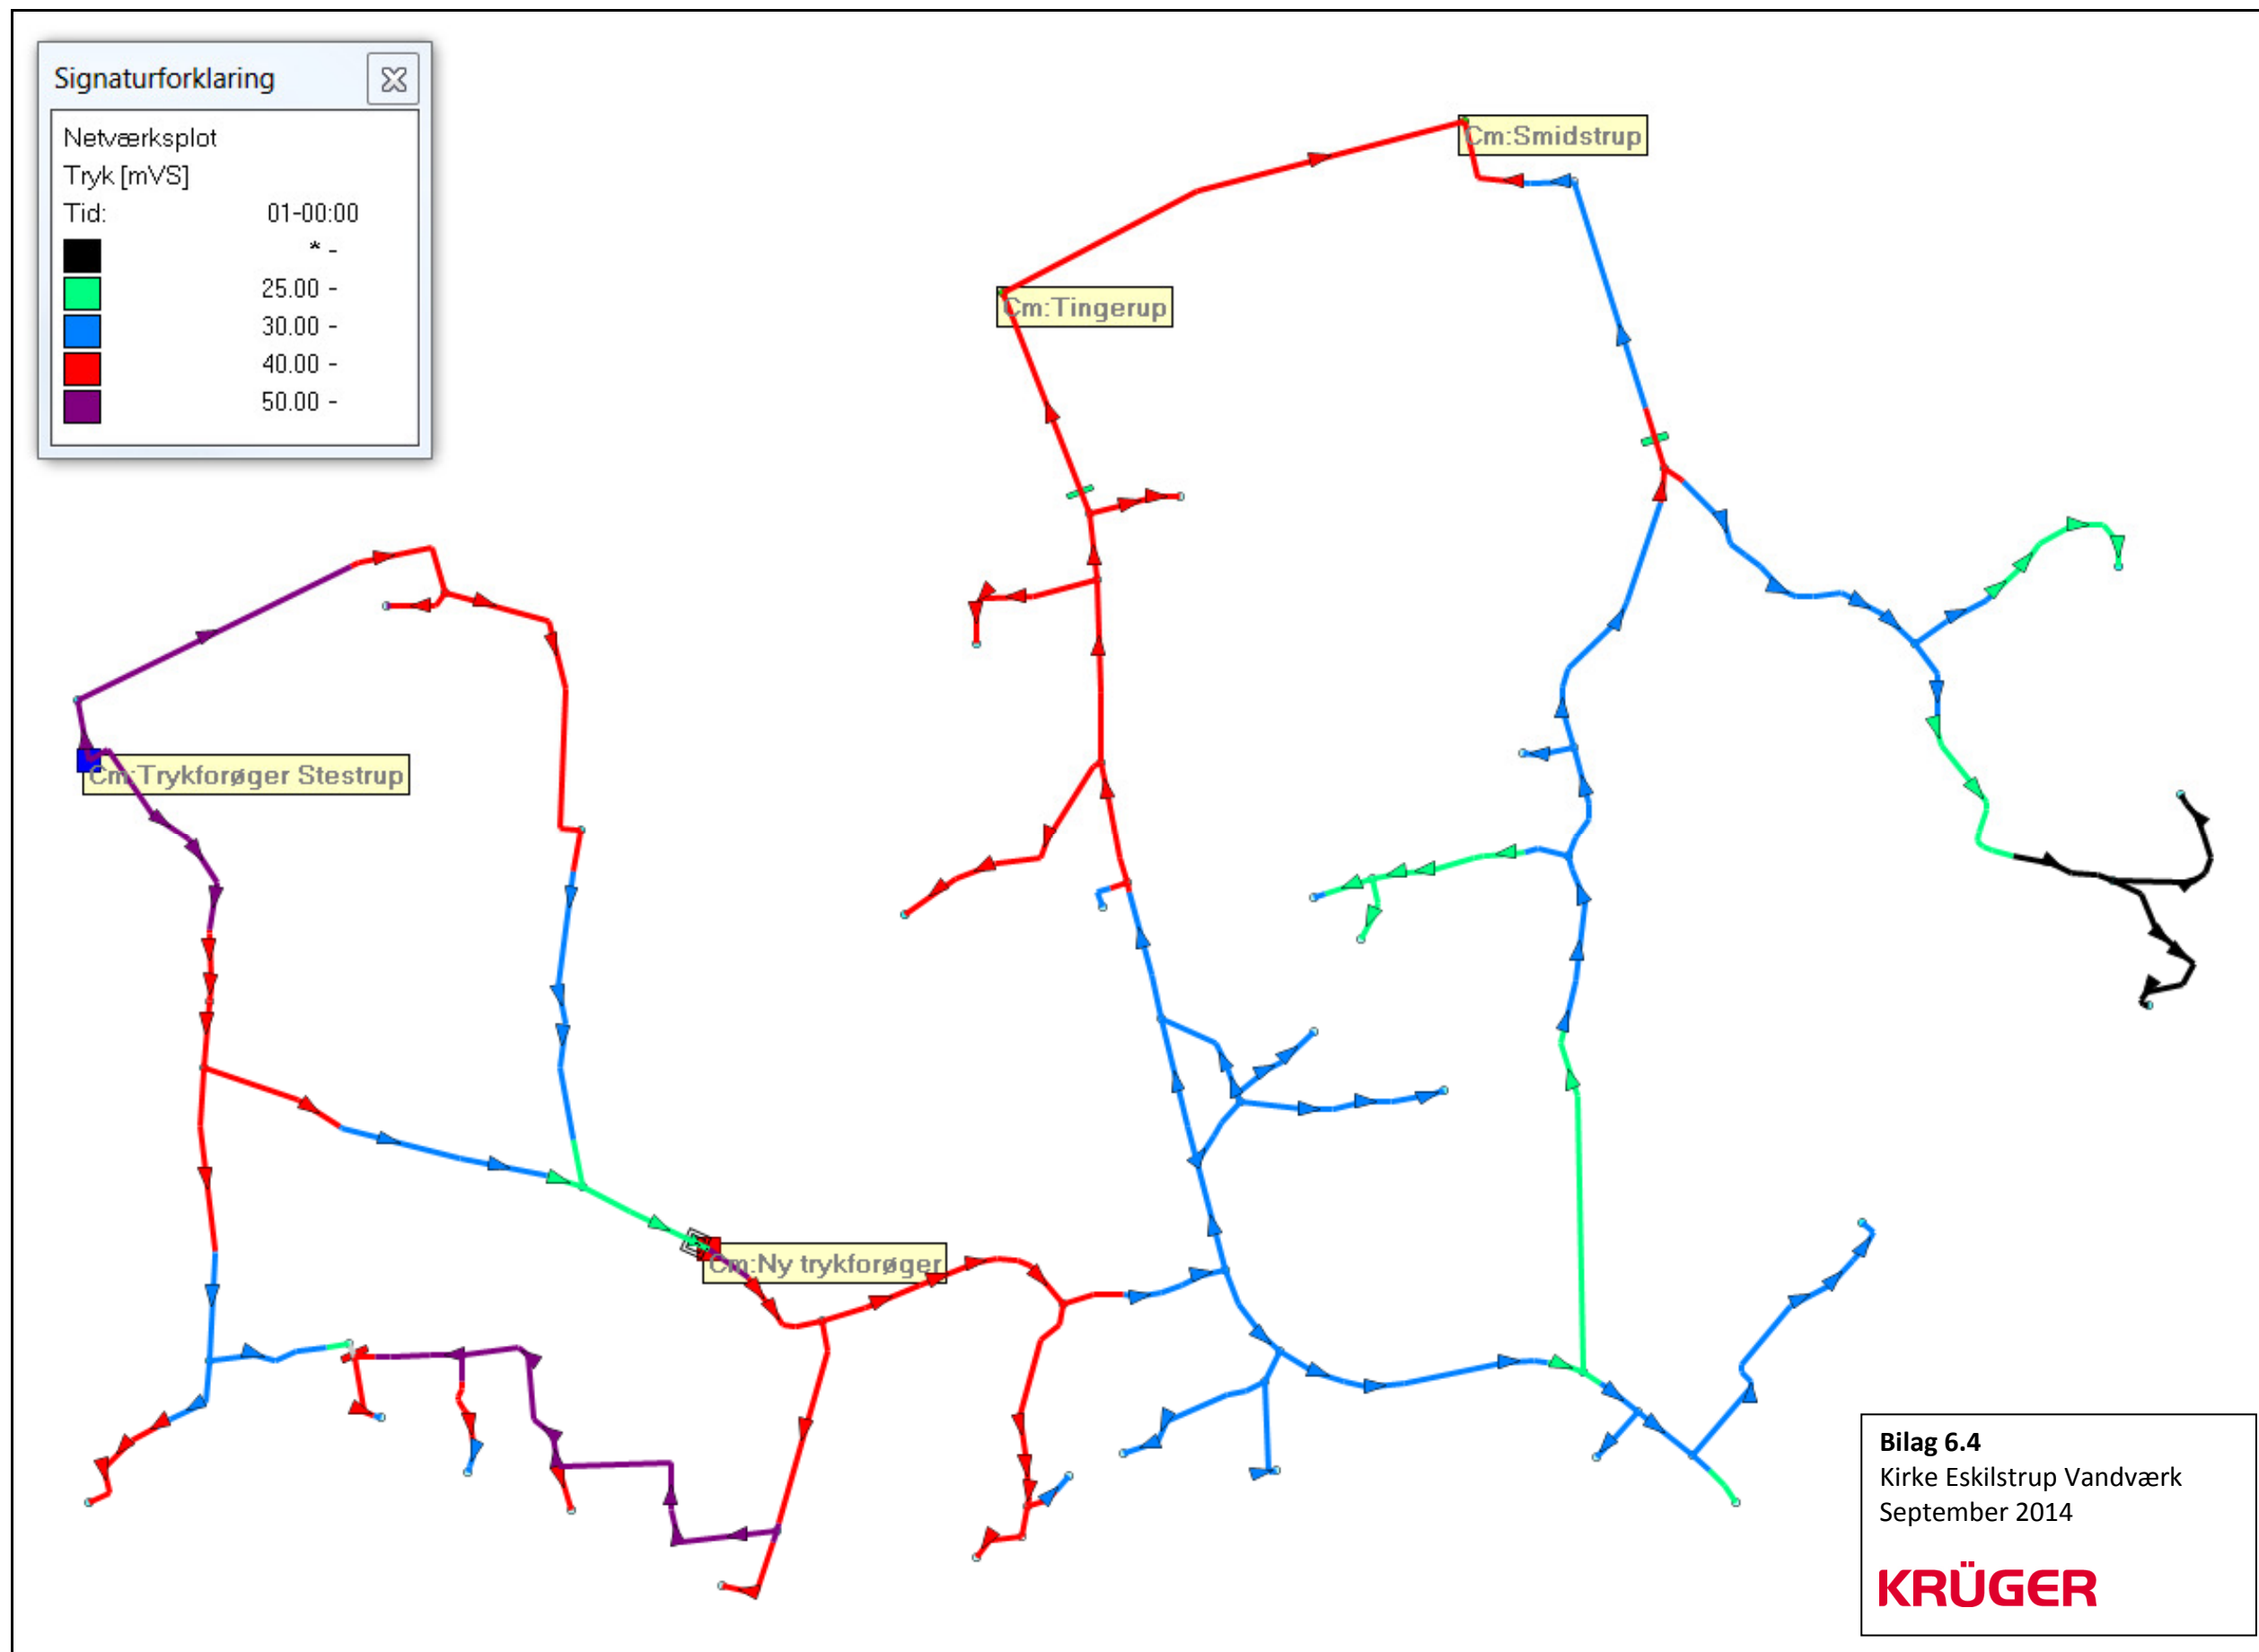 Signaturforklaring
Netværksplot
Tryk [mVS]
Tid: 01-00:00
* -
25.00 -
30.00 -
40.00 -
50.00 -
Cm:Smidstrup
Cm:Tingerup
Cm:Trykforøger Stestrup
Cm:Ny trykforøger
Bilag 6.4
Kirke Eskilstrup Vandværk
September 2014
KRÜGER